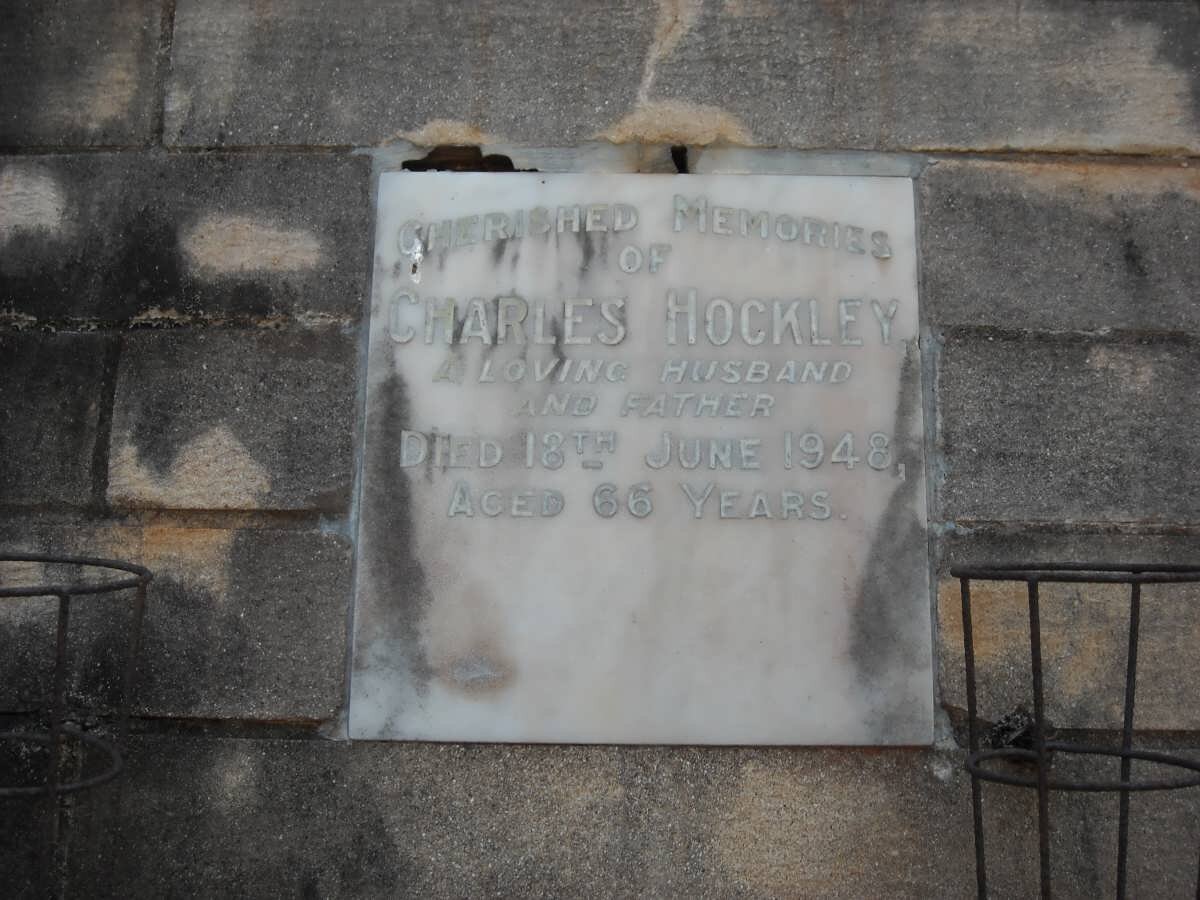 CHERISHED MEMORIES
OF
CHARLES HOCKLEY.
A LOVING HUSBAND
AND FATHER
DIED 18TH JUNE 1948,
AGED 66 YEARS.